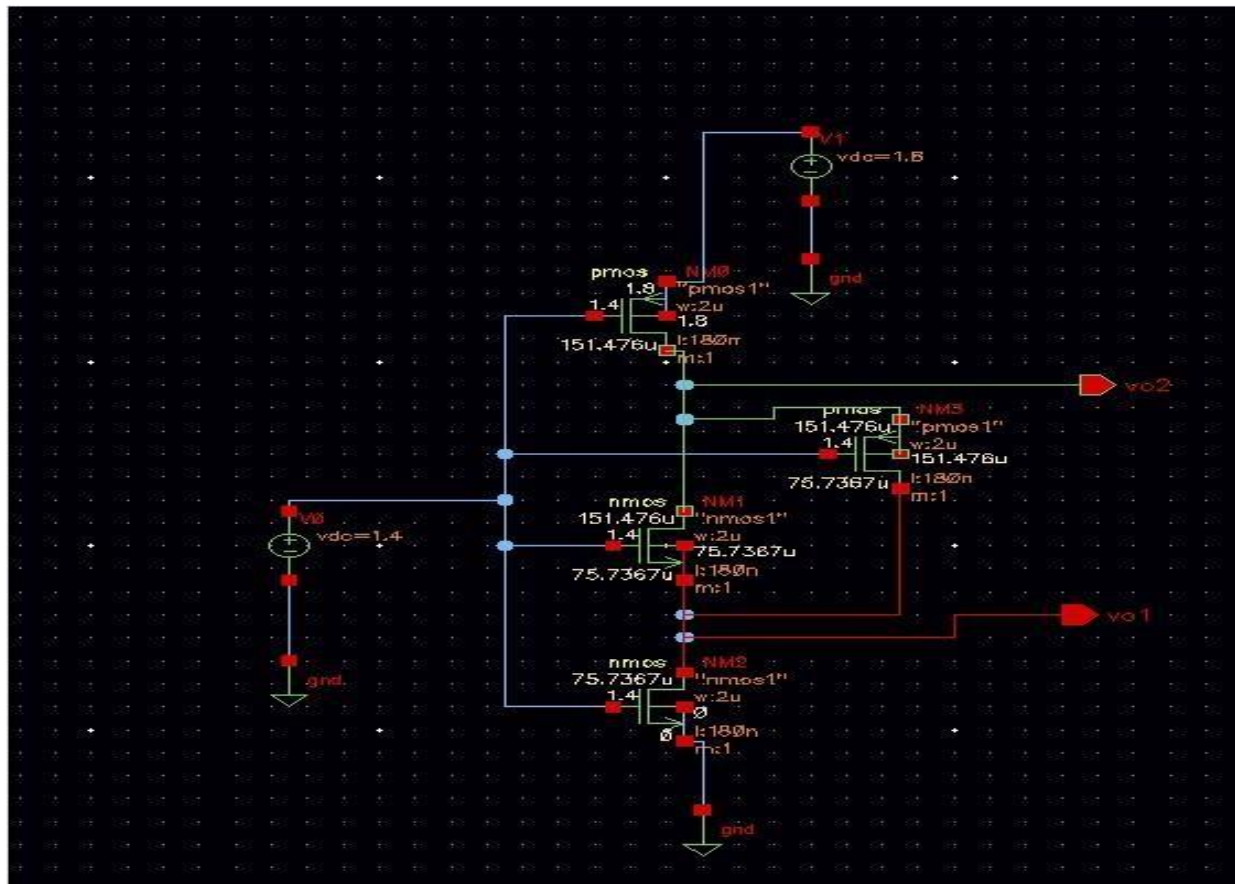 V1
vdc=1.8
gnd
pmos NM0
1.8 "pmos1"
1.4 w:2u
1.8
151.476u l:180n
m:1
vo2
pmos NM3
151.476u "pmos1"
1.4 w:2u
151.476u
75.7367u l:180n
m:1
nmos NM1
151.476u "nmos1"
1.4 w:2u
75.7367u
75.7367u l:180n
m:1
V0
vdc=1.4
gnd
vo1
nmos NM2
75.7367u "nmos1"
1.4 w:2u
0
0 l:180n
m:1
gnd